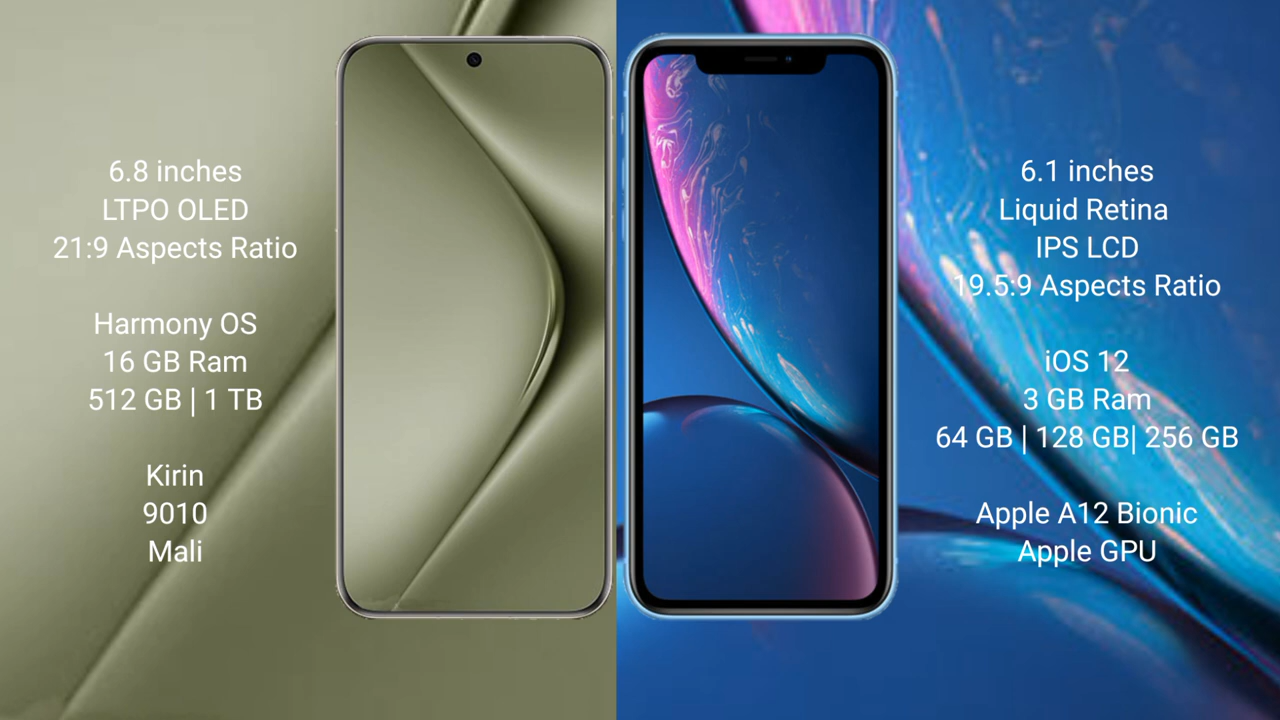 6.8 inches
LTPO OLED
21:9 Aspects Ratio
Harmony OS
16 GB Ram
512 GB | 1 TB
Kirin
9010
Mali
6.1 inches
Liquid Retina
IPS LCD
19.5:9 Aspects Ratio
iOS 12
3 GB Ram
64 GB | 128 GB| 256 GB
Apple A12 Bionic
Apple GPU